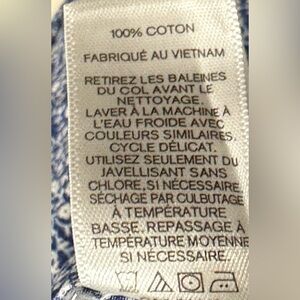 100% COTON
FABRIQUÉ AU VIETNAM
RETIREZ LES BALEINES
DU COL AVANT LE
NETTOYAGE.
LAVER À LA MACHINE À
L'EAU FROIDE AVEC
COULEURS SIMILAIRES.
CYCLE DÉLICAT.
UTILISEZ SEULEMENT DU
JAVELLISANT SANS
CHLORE, SI NÉCESSAIRE.
SÉCHAGE PAR CULBUTAGE
À TEMPÉRATURE
BASSE. REPASSAGE À
TEMPÉRATURE MOYENNE
SI NÉCESSAIRE.